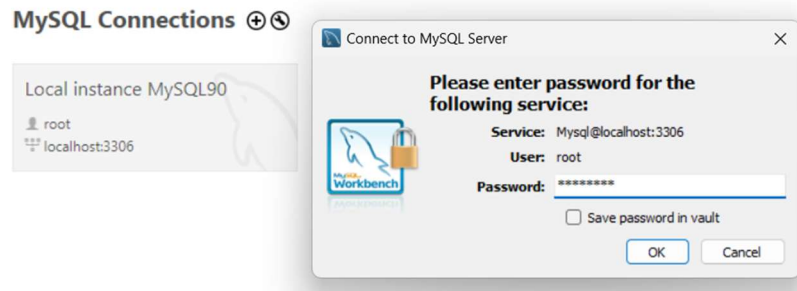 MySQL Connections
Local instance MySQL90
root
localhost:3306
Connect to MySQL Server
Please enter password for the
following service:
Service: Mysql@localhost:3306
User: root
Password: ********
Save password in vault
OK Cancel
MySQL
Workbench